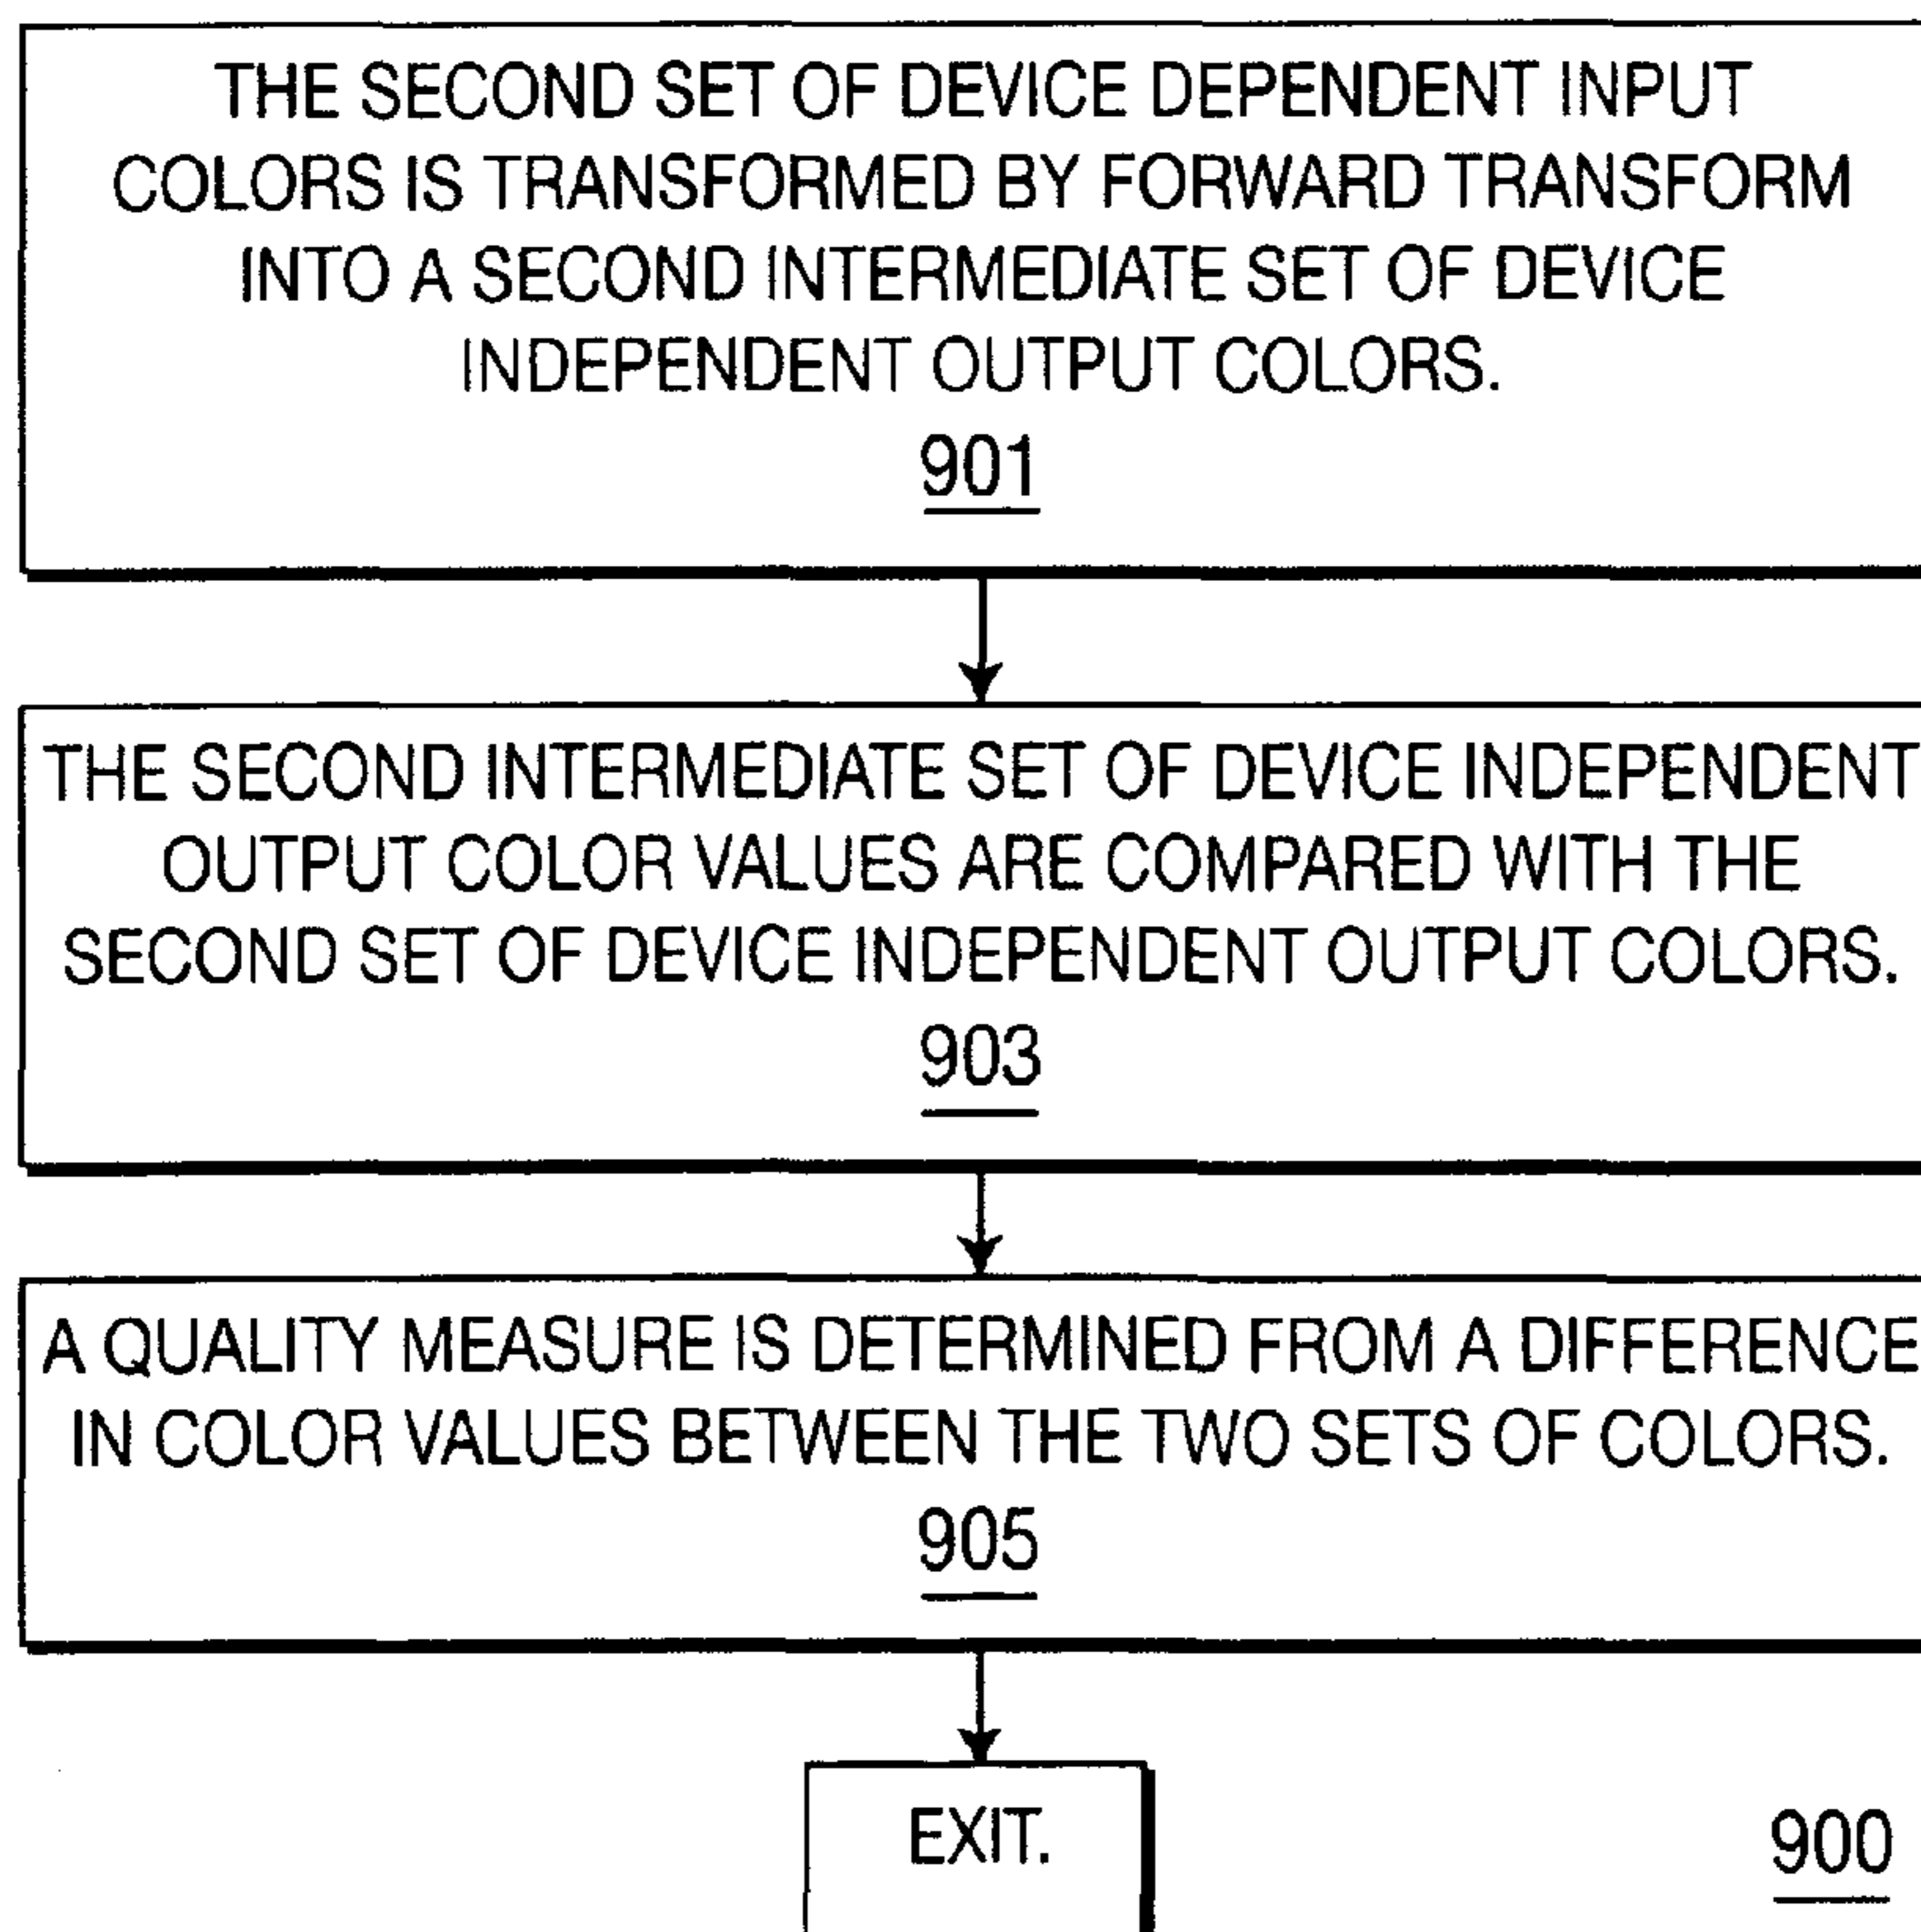 THE SECOND SET OF DEVICE DEPENDENT INPUT
COLORS IS TRANSFORMED BY FORWARD TRANSFORM
INTO A SECOND INTERMEDIATE SET OF DEVICE
INDEPENDENT OUTPUT COLORS.
901
THE SECOND INTERMEDIATE SET OF DEVICE INDEPENDENT
OUTPUT COLOR VALUES ARE COMPARED WITH THE
SECOND SET OF DEVICE INDEPENDENT OUTPUT COLORS.
903
A QUALITY MEASURE IS DETERMINED FROM A DIFFERENCE
IN COLOR VALUES BETWEEN THE TWO SETS OF COLORS.
905
EXIT.
900